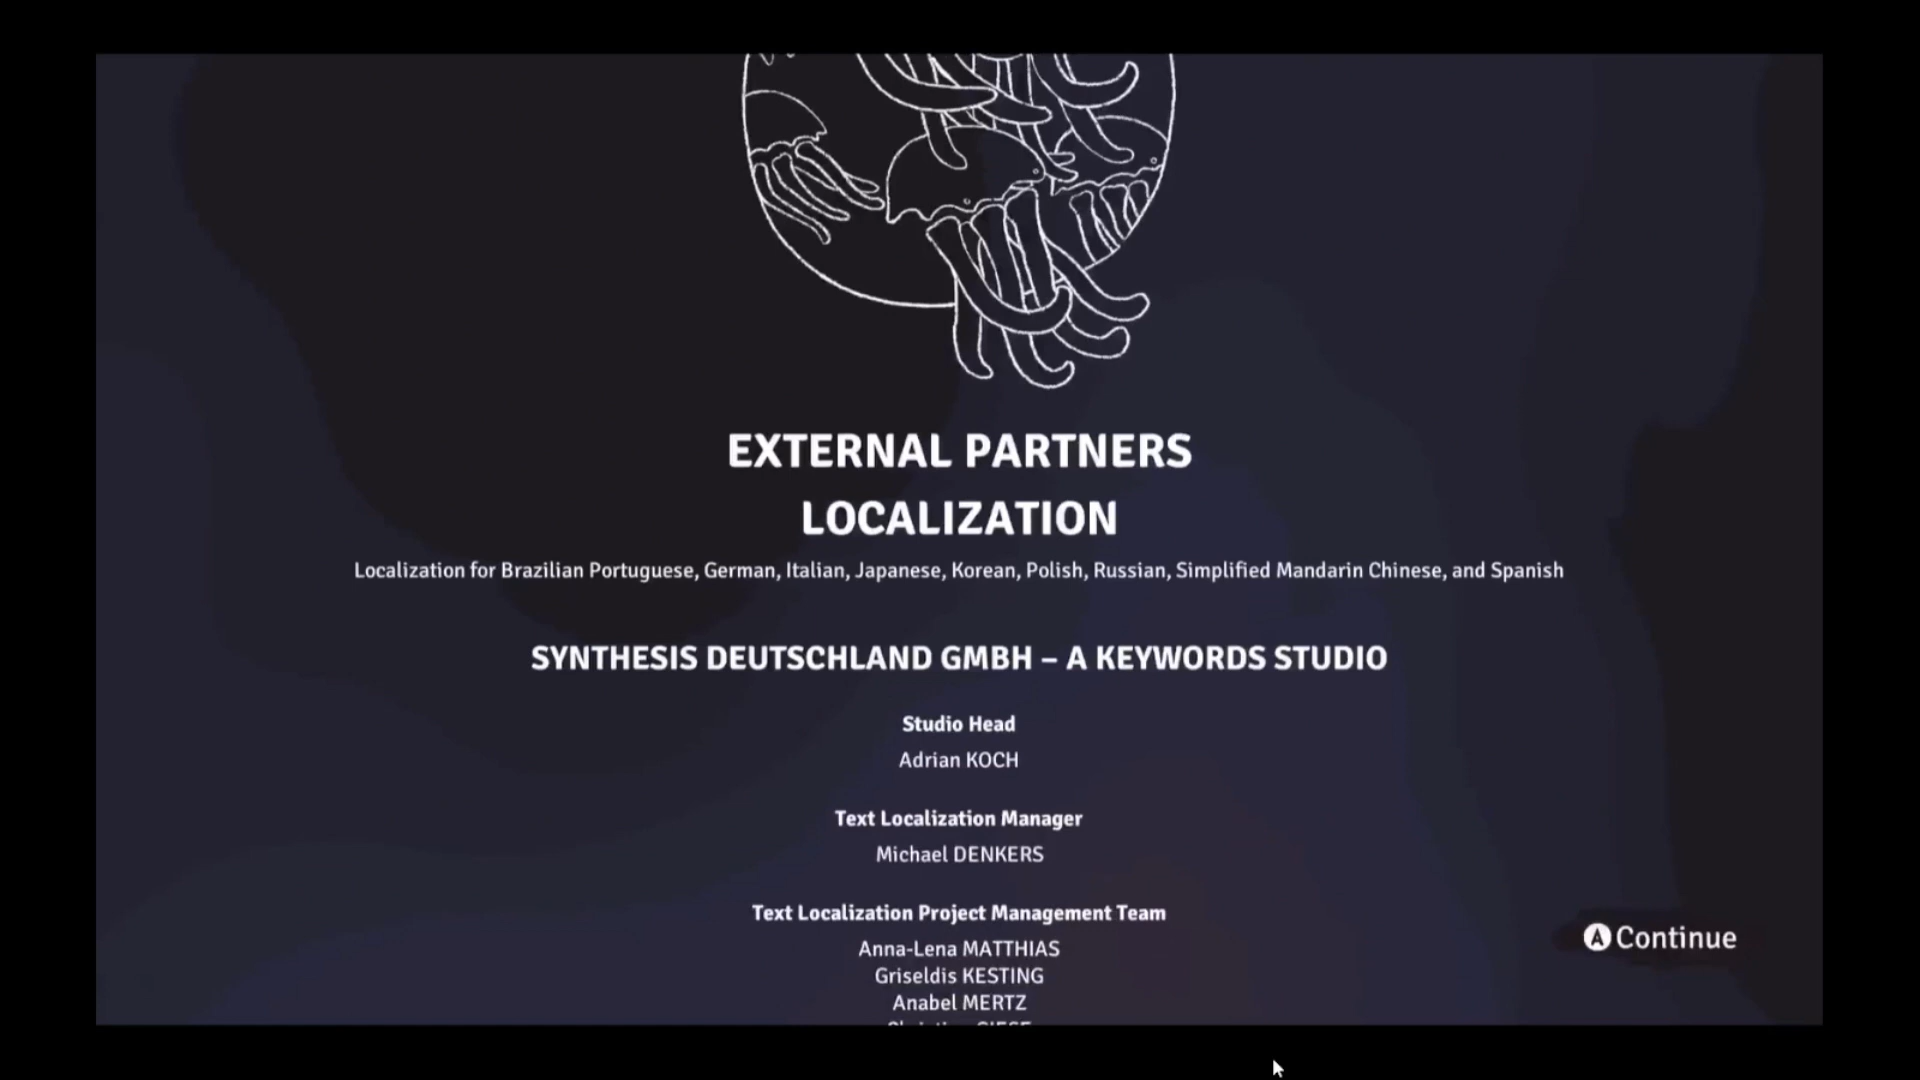 EXTERNAL PARTNERS
LOCALIZATION
Localization for Brazilian Portuguese, German, Italian, Japanese, Korean, Polish, Russian, Simplified Mandarin Chinese, and Spanish
SYNTHESIS DEUTSCHLAND GMBH – A KEYWORDS STUDIO
Studio Head
Adrian KOCH
Text Localization Manager
Michael DENKERS
Text Localization Project Management Team
Anna-Lena MATTHIAS
Griseldis KESTING
Anabel MERTZ
A Continue